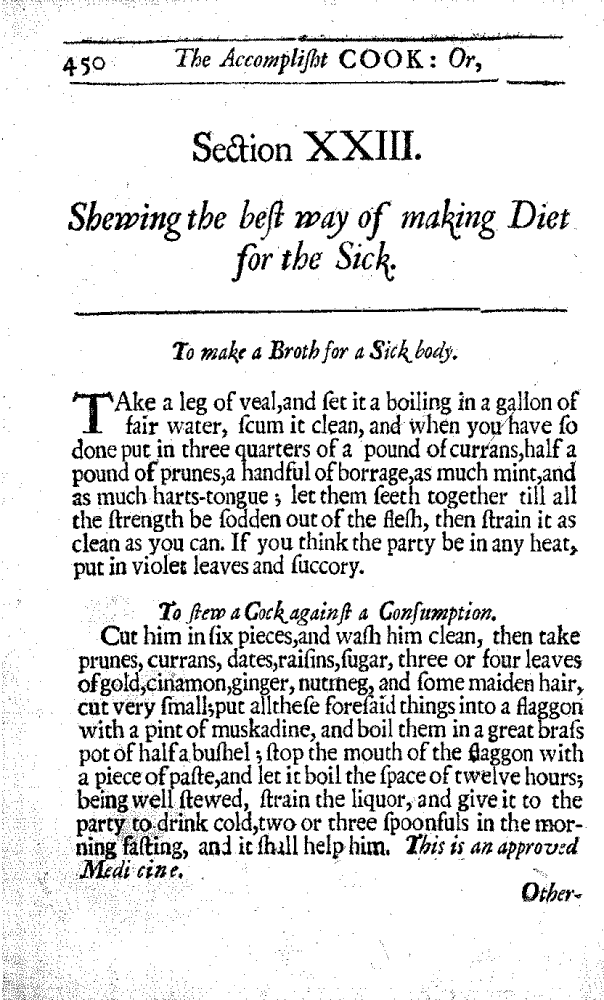 450 The Accompliſht COOK: Or,
Section XXIII.
Shewing the beſt way of making Diet
for the Sick.
To make a Broth for a Sick body.
TAke a leg of veal,and ſet it a boiling in a gallon of
fair water, ſcum it clean, and when you have ſo
done put in three quarters of a pound of currans,half a
pound of prunes,a handful of borrage,as much mint,and
as much harts-tongue ; let them ſeeth together till all
the ſtrength be ſodden out of the fleſh, then ſtrain it as
clean as you can. If you think the party be in any heat,
put in violet leaves and ſuccory.
To ſtew a Cock againſt a Conſumption.
Cut him in ſix pieces,and waſh him clean, then take
prunes, currans, dates,raiſins,ſugar, three or four leaves
of gold,cinamon,ginger, nutmeg, and ſome maiden hair,
cut very ſmall;put all theſe foreſaid things into a flaggon
with a pint of muskadine, and boil them in a great braſs
pot of half a buſhel ; ſtop the mouth of the flaggon with
a piece of paſte,and let it boil the ſpace of twelve hours;
being well ſtewed, ſtrain the liquor, and give it to the
party to drink cold,two or three ſpoonfuls in the mor-
ning faſting, and it ſhall help him. This is an approved
Medicine.
Other-